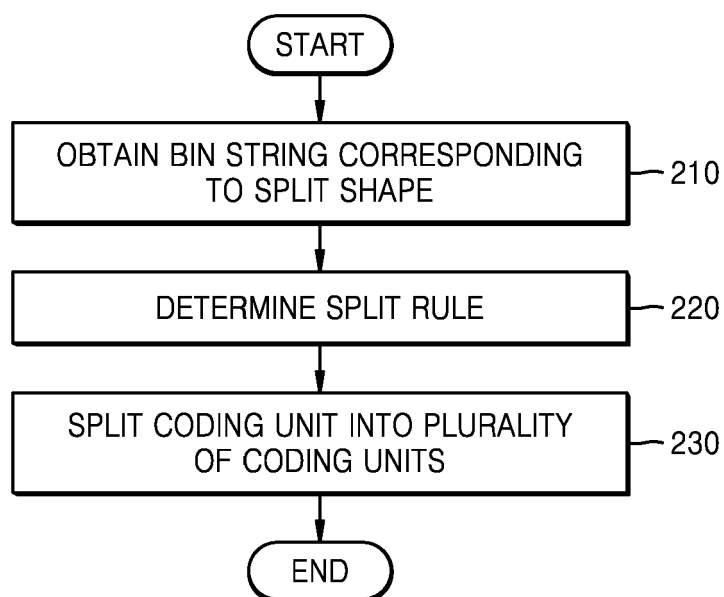 START
OBTAIN BIN STRING CORRESPONDING
TO SPLIT SHAPE
210
DETERMINE SPLIT RULE
220
SPLIT CODING UNIT INTO PLURALITY
OF CODING UNITS
230
END